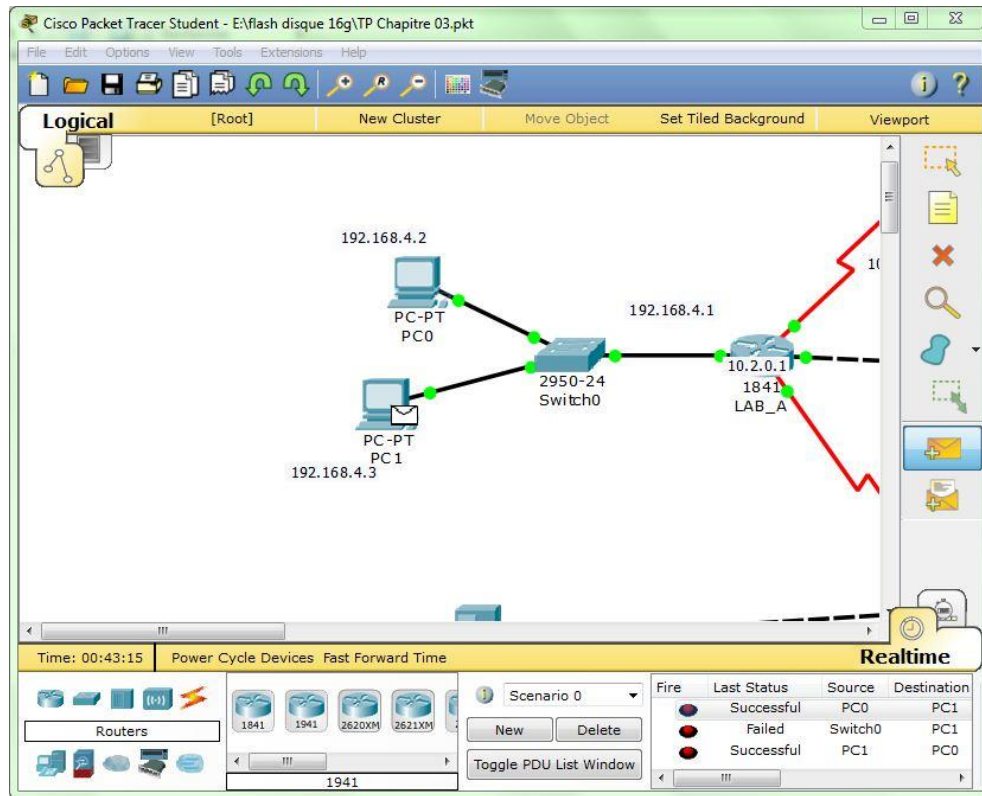 Cisco Packet Tracer Student - E:\flash disque 16g\TP Chapitre 03.pkt
File Edit Options View Tools Extensions Help
Logical [Root] New Cluster Move Object Set Tiled Background Viewport
192.168.4.2
PC-PT
PC0
192.168.4.1
10.2.0.1
1841
LAB_A
2950-24
Switch0
PC-PT
PC1
192.168.4.3
Time: 00:43:15 Power Cycle Devices Fast Forward Time Realtime
Routers
1841 1941 2620XM 2621XM
1941
Scenario 0
New Delete
Toggle PDU List Window
Fire Last Status Source Destination
Successful PC0 PC1
Failed Switch0 PC1
Successful PC1 PC0